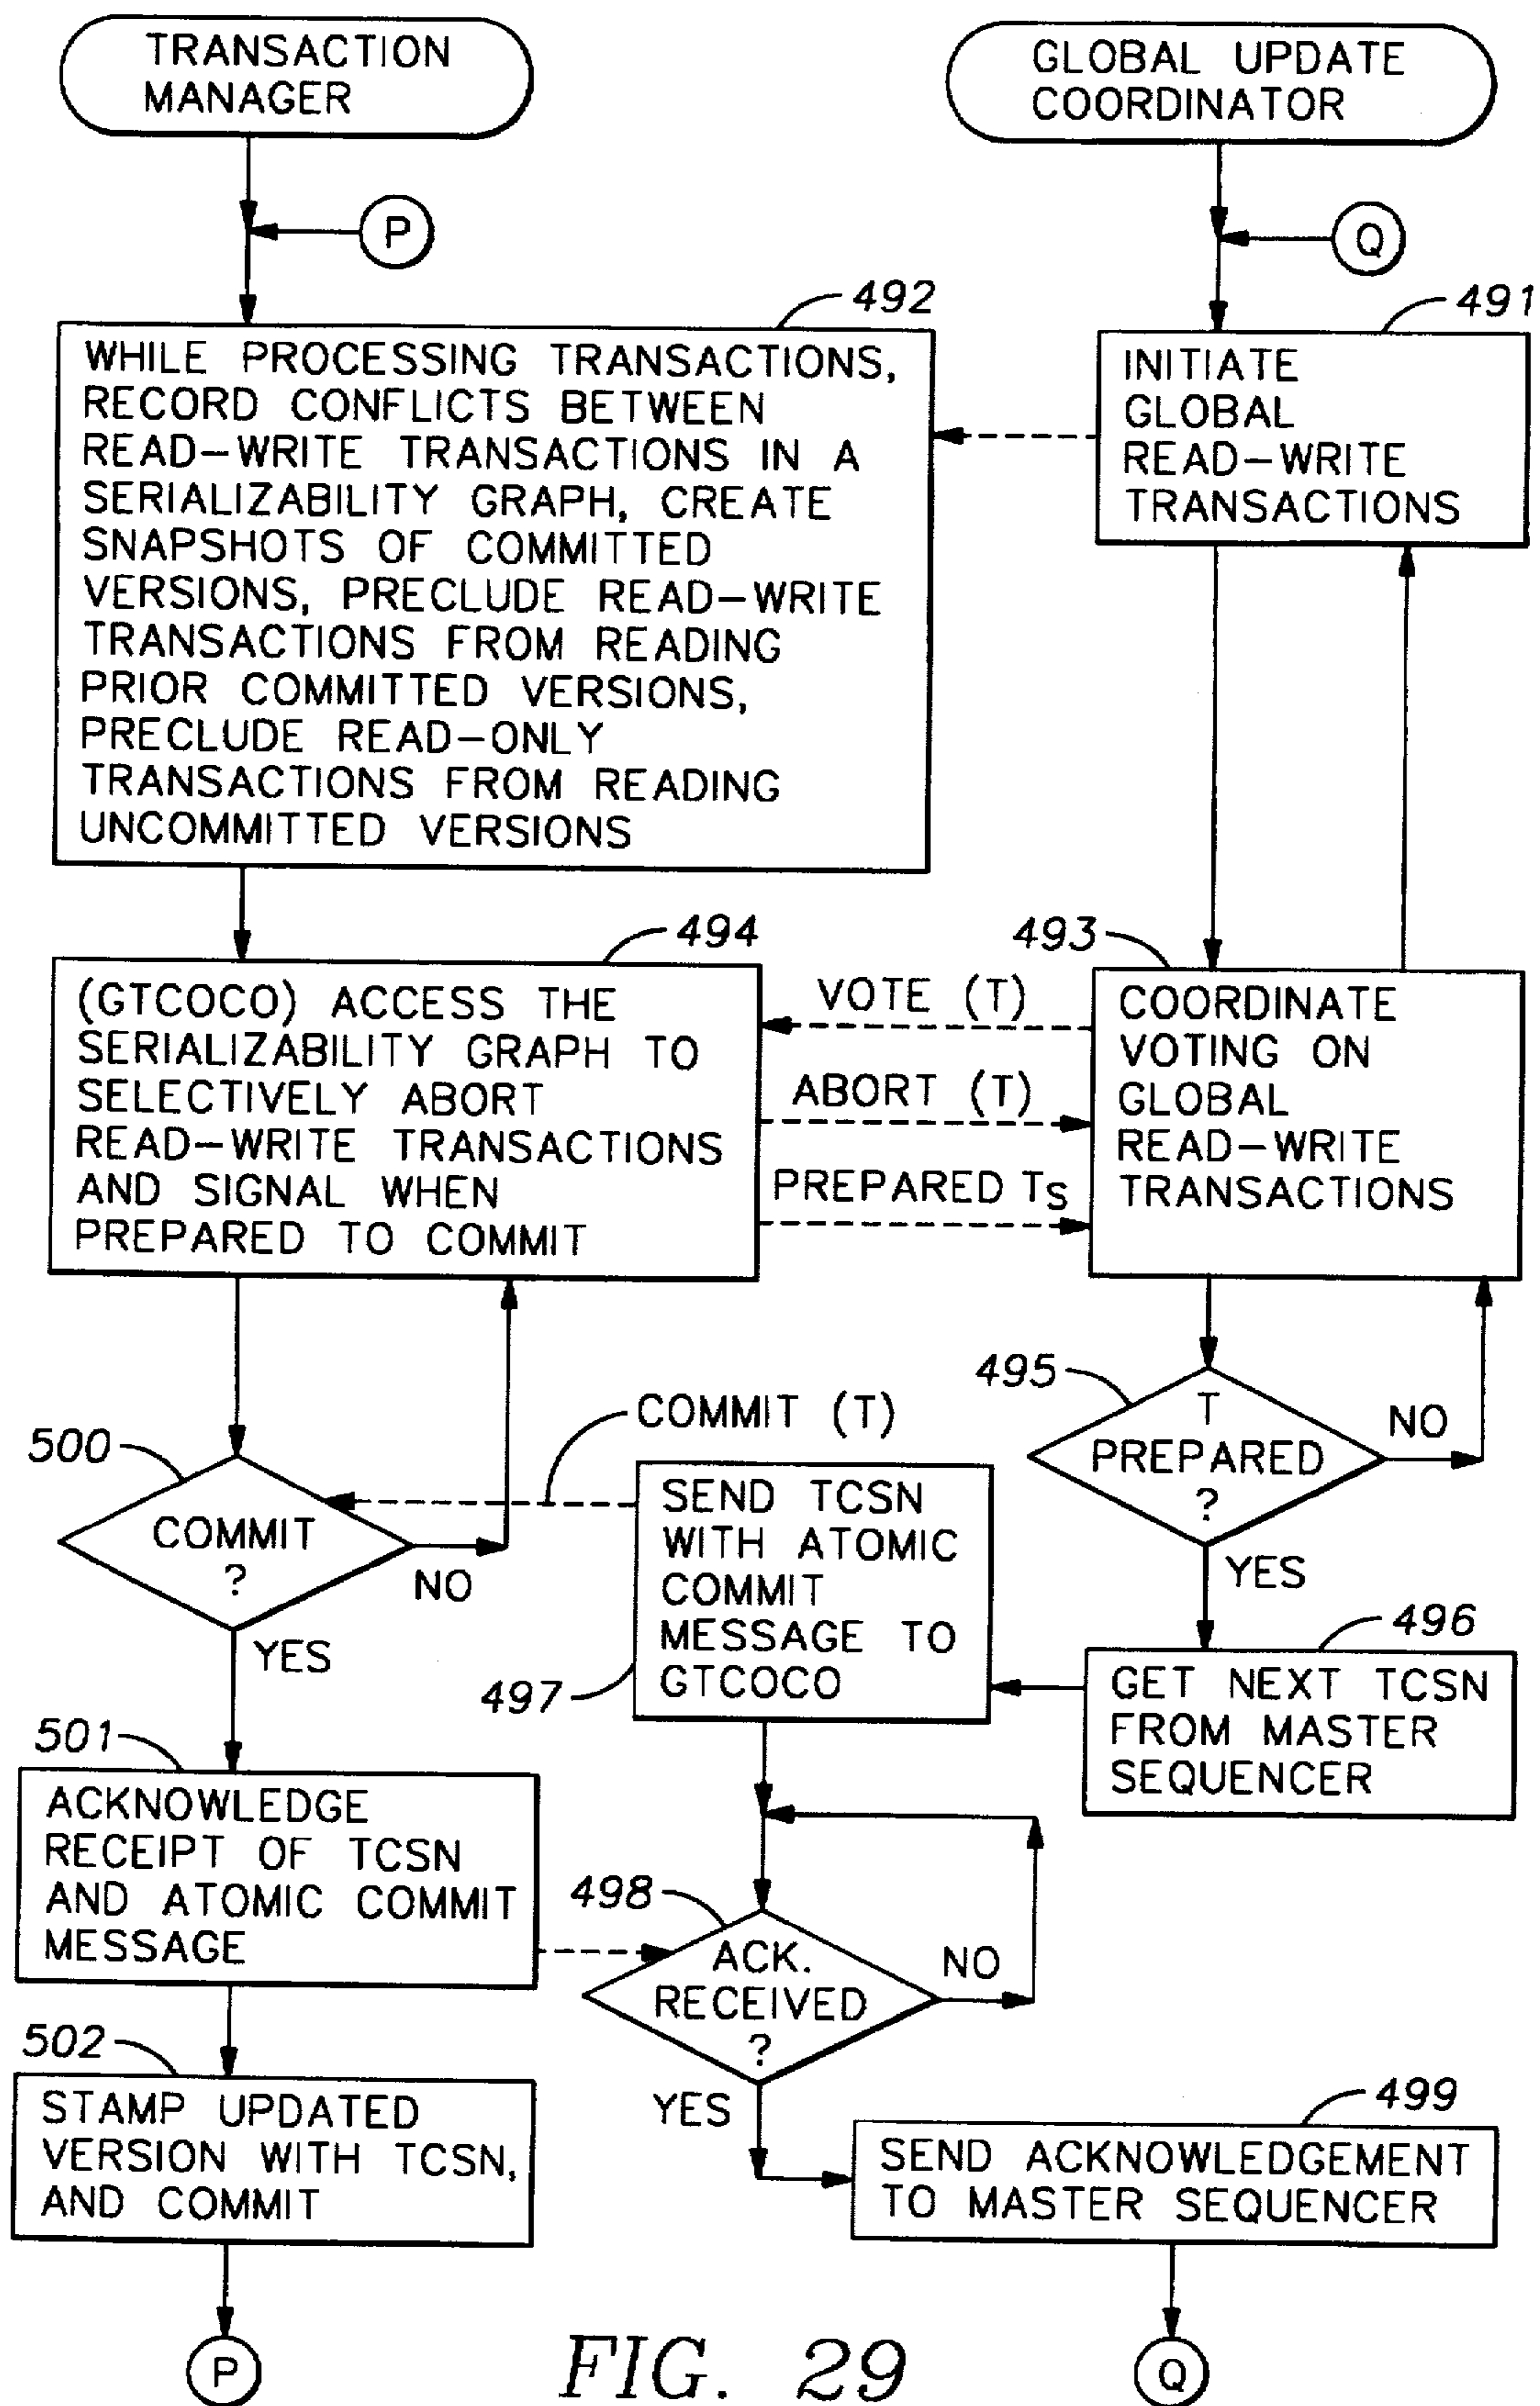 TRANSACTION
MANAGER
GLOBAL UPDATE
COORDINATOR
P
Q
492
491
WHILE PROCESSING TRANSACTIONS,
RECORD CONFLICTS BETWEEN
READ-WRITE TRANSACTIONS IN A
SERIALIZABILITY GRAPH, CREATE
SNAPSHOTS OF COMMITTED
VERSIONS, PRECLUDE READ-WRITE
TRANSACTIONS FROM READING
PRIOR COMMITTED VERSIONS,
PRECLUDE READ-ONLY
TRANSACTIONS FROM READING
UNCOMMITTED VERSIONS
INITIATE
GLOBAL
READ-WRITE
TRANSACTIONS
494
493
(GTCOCO) ACCESS THE
SERIALIZABILITY GRAPH TO
SELECTIVELY ABORT
READ-WRITE TRANSACTIONS
AND SIGNAL WHEN
PREPARED TO COMMIT
VOTE (T)
ABORT (T)
PREPARED TS
COORDINATE
VOTING ON
GLOBAL
READ-WRITE
TRANSACTIONS
495
T
PREPARED
?
NO
YES
COMMIT (T)
500
COMMIT
?
NO
YES
SEND TCSN
WITH ATOMIC
COMMIT
MESSAGE TO
GTCOCO
497
496
GET NEXT TCSN
FROM MASTER
SEQUENCER
501
ACKNOWLEDGE
RECEIPT OF TCSN
AND ATOMIC COMMIT
MESSAGE
498
ACK.
RECEIVED
?
NO
YES
502
STAMP UPDATED
VERSION WITH TCSN,
AND COMMIT
499
SEND ACKNOWLEDGEMENT
TO MASTER SEQUENCER
P
Q
FIG. 29